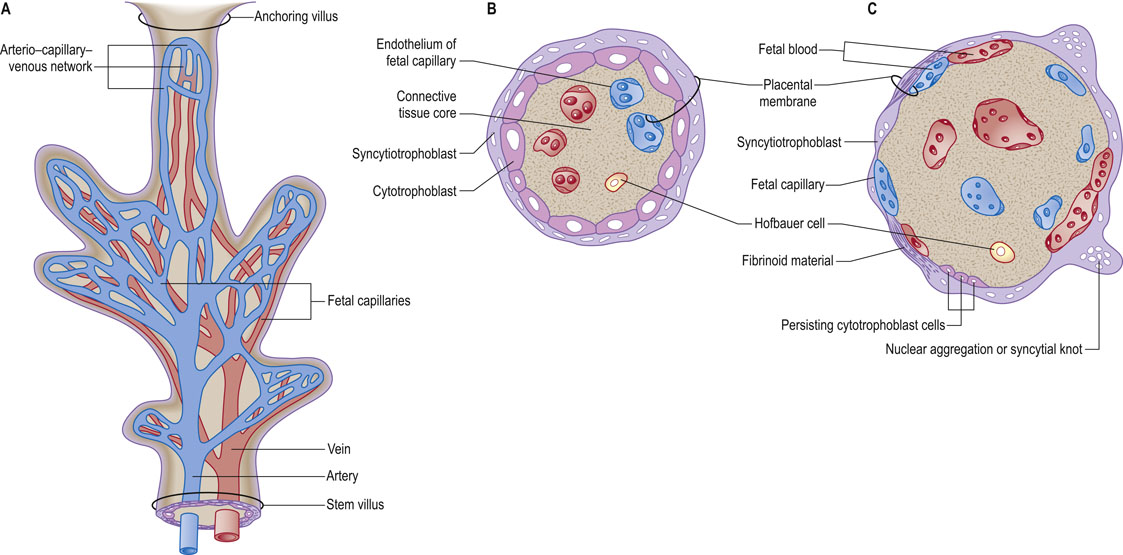 A
Anchoring villus
Arterio–capillary–
venous network
Fetal capillaries
Vein
Artery
Stem villus
B
Endothelium of
fetal capillary
Connective
tissue core
Syncytiotrophoblast
Cytotrophoblast
Placental
membrane
Hofbauer cell
C
Fetal blood
Syncytiotrophoblast
Fetal capillary
Fibrinoid material
Persisting cytotrophoblast cells
Nuclear aggregation or syncytial knot